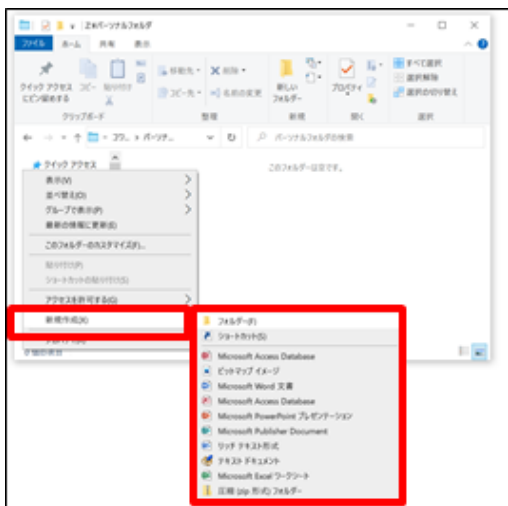 ファイル ホーム 共有 表示
クイック アクセス にピン留めする
コピー
貼り付け
移動先
削除
コピー先
名前の変更
新しい フォルダー
プロパティ
すべて選択
選択解除
選択の切り替え
クリップボード 整理 新規 開く 選択
クイック アクセス
このフォルダーは空です。
表示(V)
並べ替え(O)
グループで表示(P)
最新の情報に更新(E)
このフォルダーのカスタマイズ(F)...
貼り付け(P)
ショートカットの貼り付け(S)
アクセスを許可する(G)
新規作成(X)
フォルダー(F)
ショートカット(S)
Microsoft Access Database
ビットマップ イメージ
Microsoft Word 文書
Microsoft Access Database
Microsoft PowerPoint プレゼンテーション
Microsoft Publisher Document
リッチ テキスト形式
テキスト ドキュメント
Microsoft Excel ワークシート
圧縮 (zip 形式) フォルダー